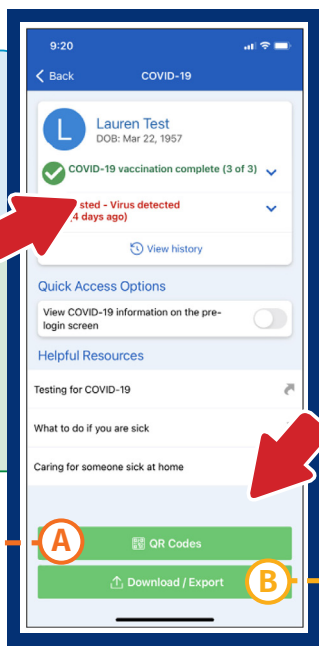 9:20
Back COVID-19
L
Lauren Test
DOB: Mar 22, 1957
COVID-19 vaccination complete (3 of 3)
sted - Virus detected
4 days ago)
View history
Quick Access Options
View COVID-19 information on the pre-
login screen
Helpful Resources
Testing for COVID-19
What to do if you are sick
Caring for someone sick at home
A QR Codes
Download / Export B